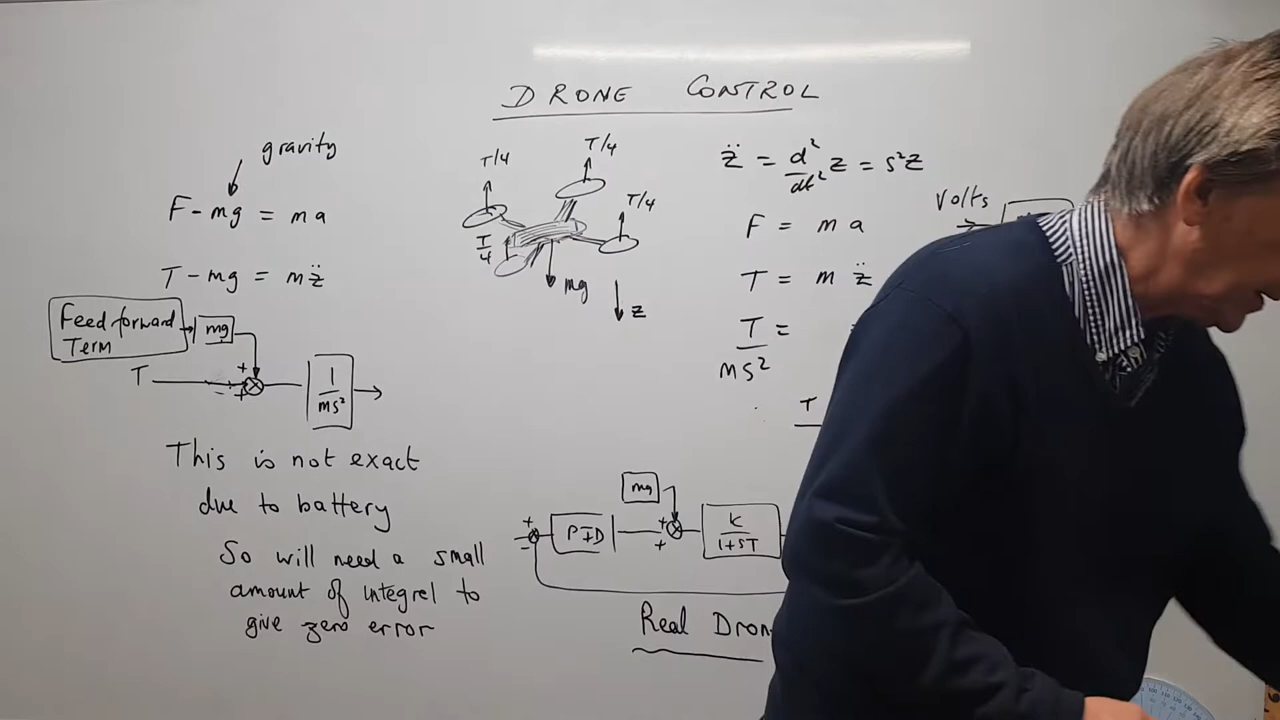 DRONE CONTROL
gravity
F - mg = ma
T - mg = mz̈
Feed forward
Term
mg
+
T
+
1
ms²
This is not exact
due to battery
So will need a small
amount of integrel to
give zero error
T/4
T/4
T/4
T/4
mg
z
z̈ = d²/dt² z = s²z
F = ma
T = m z̈
T/ms² =
T
volts
mg
+
-
PID
+
+
K
1+sT
Real Dron